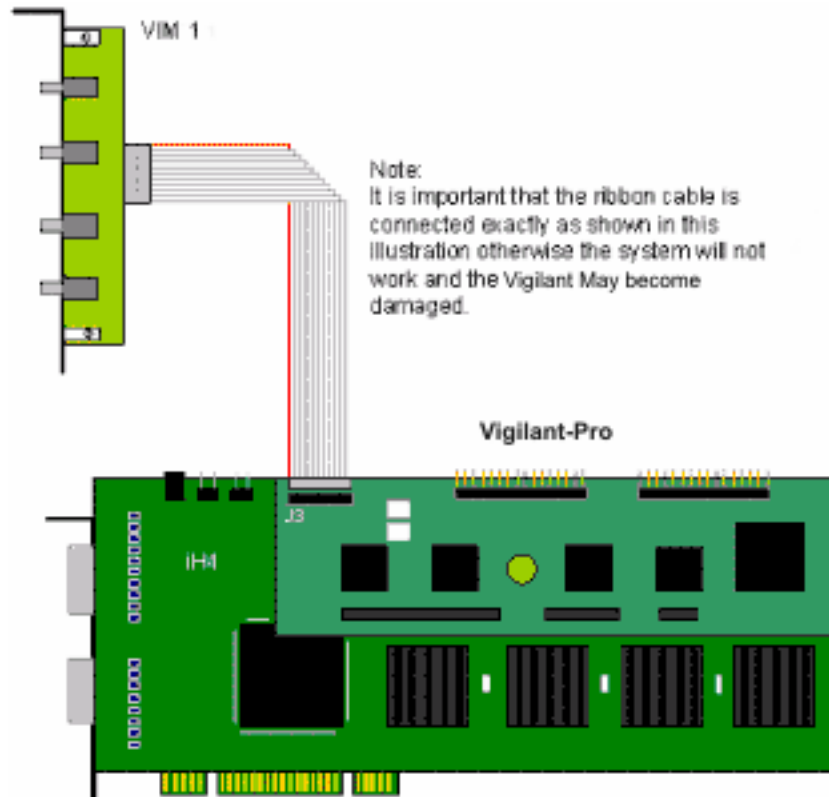 VIM 1
Note:
It is important that the ribbon cable is
connected exactly as shown in this
illustration otherwise the system will not
work and the Vigilant May become
damaged.
Vigilant-Pro
J3
iH4